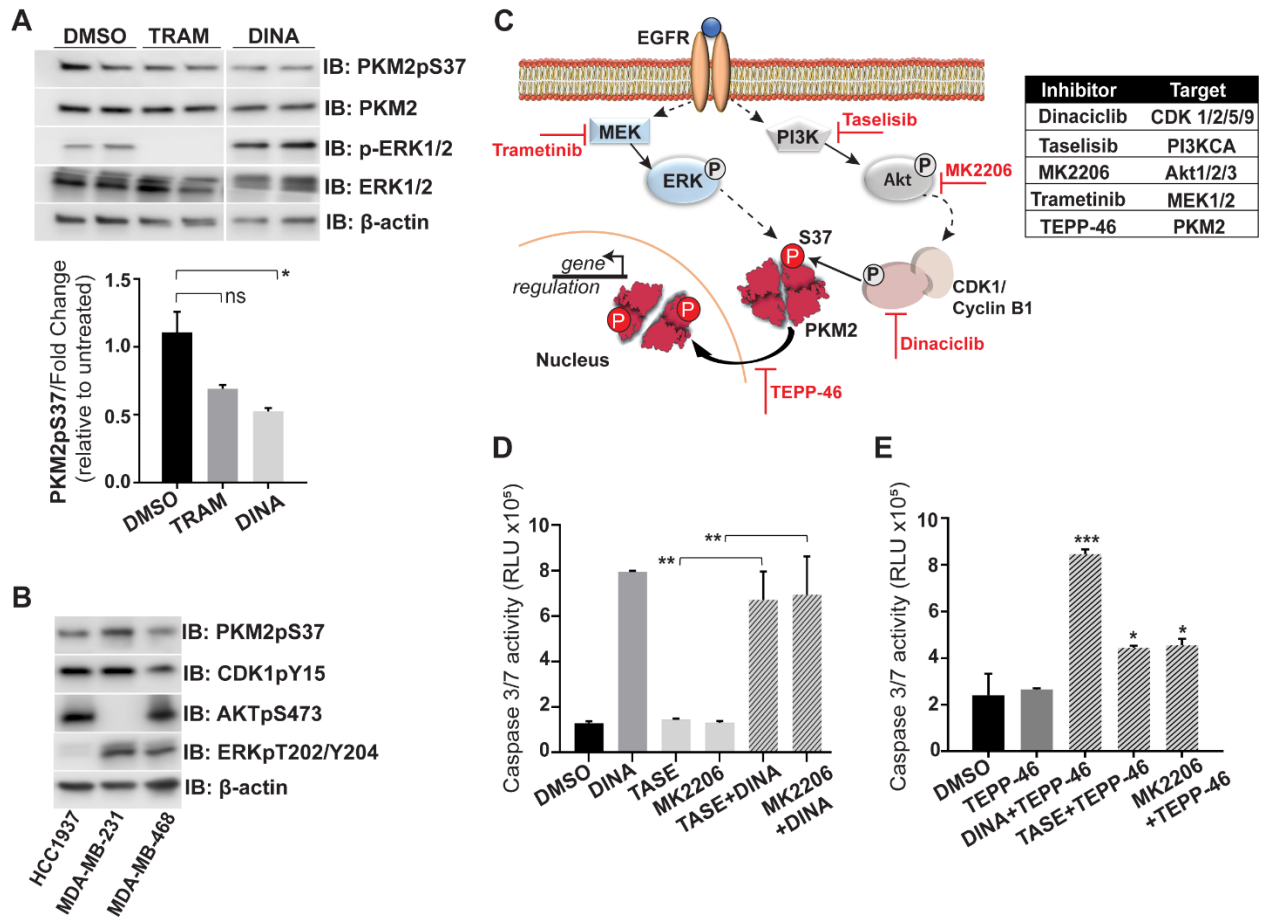 A
DMSO TRAM DINA
IB: PKM2pS37
IB: PKM2
IB: p-ERK1/2
IB: ERK1/2
IB: β-actin
PKM2pS37/Fold Change
(relative to untreated)
1.5
1.0
0.5
0.0
*
ns
DMSO
TRAM
DINA
B
IB: PKM2pS37
IB: CDK1pY15
IB: AKTpS473
IB: ERKpT202/Y204
IB: β-actin
HCC1937
MDA-MB-231
MDA-MB-468
C
EGFR
MEK
Trametinib
ERK
P
PI3K
Taselisib
Akt
P
MK2206
S37
P
PKM2
P
CDK1/
Cyclin B1
Dinaciclib
gene
regulation
P
P
Nucleus
TEPP-46
Inhibitor Target
Dinaciclib CDK 1/2/5/9
Taselisib PI3KCA
MK2206 Akt1/2/3
Trametinib MEK1/2
TEPP-46 PKM2
D
Caspase 3/7 activity (RLU x10⁵)
8
6
4
2
0
**
**
DMSO
DINA
TASE
MK2206
TASE+DINA
MK2206
+DINA
E
Caspase 3/7 activity (RLU x10⁵)
10
8
6
4
2
0
***
*
*
DMSO
TEPP-46
DINA+TEPP-46
TASE+TEPP-46
MK2206
+TEPP-46